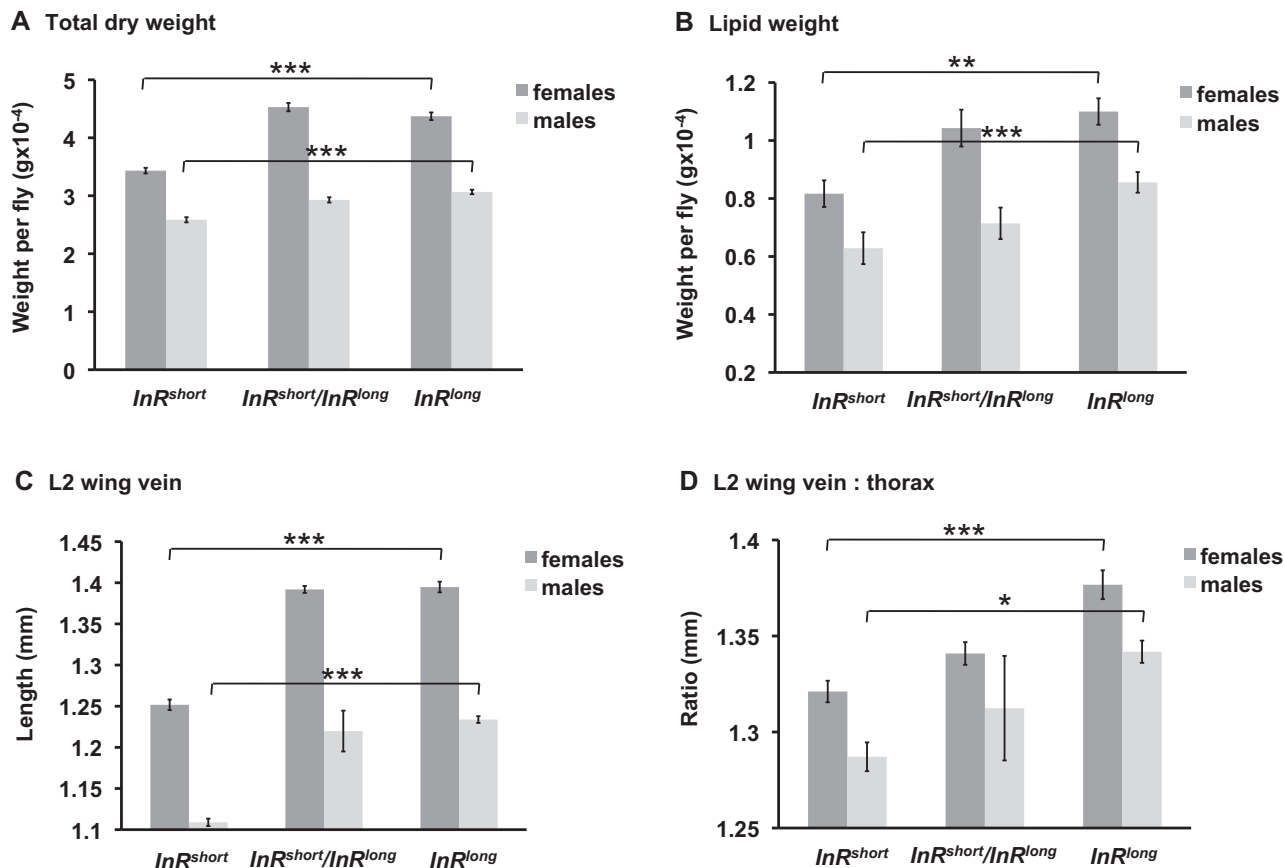 A Total dry weight
***
***
5
4
3
2
1
0
Weight per fly (gx10-4)
females
males
InRshort
InRshort/InRlong
InRlong
B Lipid weight
**
***
1.2
1
0.8
0.6
0.4
0.2
Weight per fly (gx10-4)
females
males
InRshort
InRshort/InRlong
InRlong
C L2 wing vein
***
***
1.45
1.4
1.35
1.3
1.25
1.2
1.15
1.1
Length (mm)
females
males
InRshort
InRshort/InRlong
InRlong
D L2 wing vein : thorax
***
*
1.4
1.35
1.3
1.25
Ratio (mm)
females
males
InRshort
InRshort/InRlong
InRlong